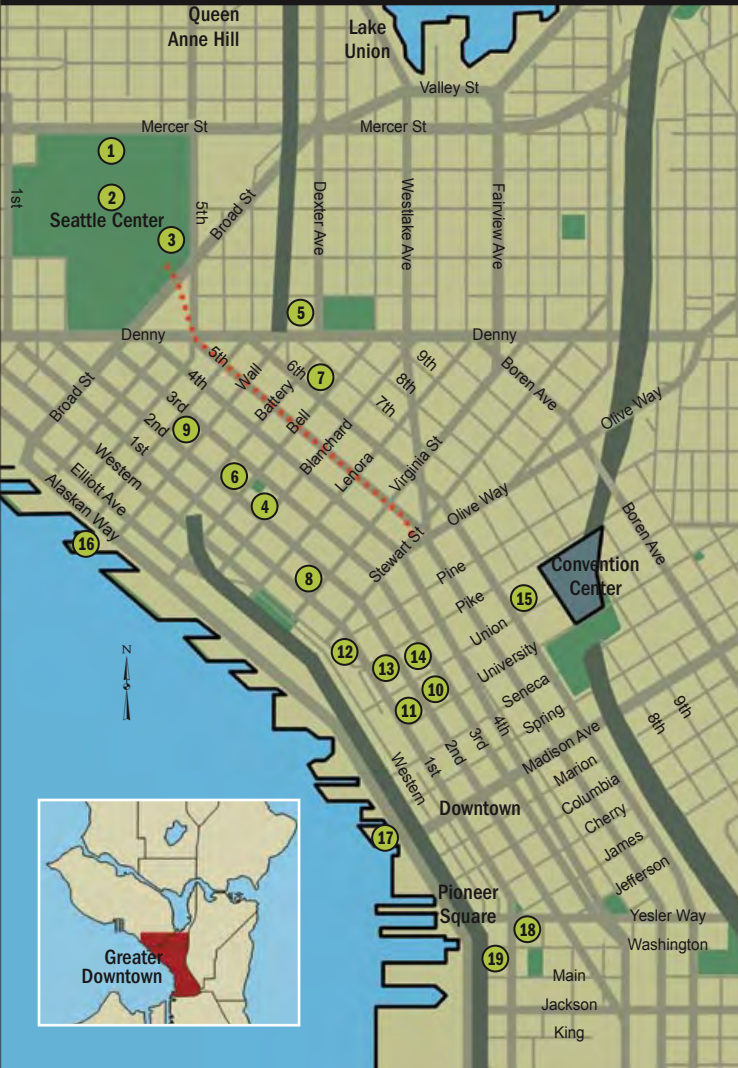 Queen
Anne Hill
Lake
Union
Valley St
Mercer St
Mercer St
1
2
Seattle Center
3
1st
5th
Broad St
Dexter Ave
Westlake Ave
Fairview Ave
5
Denny
Denny
5th
Wall
6th
7
9th
8th
7th
Boren Ave
4th
3rd
2nd
1st
9
Battery
Bell
Blanchard
Lenora
Virginia St
Olive Way
Broad St
Western
Elliott Ave
Alaskan Way
6
4
Olive Way
Stewart St
Boren Ave
16
8
Pine
Pike
Union
15
Convention
Center
N
12
13
14
10
11
University
Seneca
Spring
Madison Ave
Marion
Columbia
Cherry
James
Jefferson
4th
3rd
2nd
1st
Western
9th
8th
Downtown
17
Pioneer
Square
18
19
Yesler Way
Washington
Main
Jackson
King
Greater
Downtown